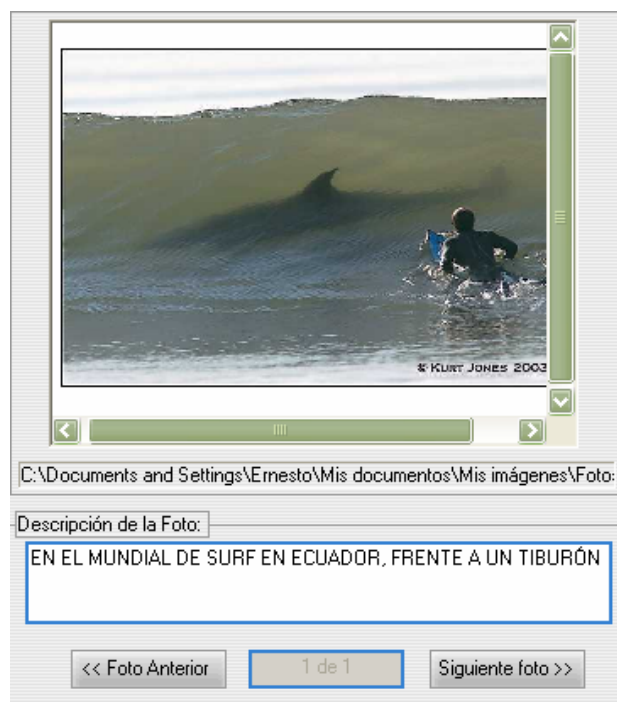 © KURT JONES 2003
C:\Documents and Settings\Ernesto\Mis documentos\Mis imágenes\Foto:
Descripción de la Foto:
EN EL MUNDIAL DE SURF EN ECUADOR, FRENTE A UN TIBURÓN
<< Foto Anterior
1 de 1
Siguiente foto >>